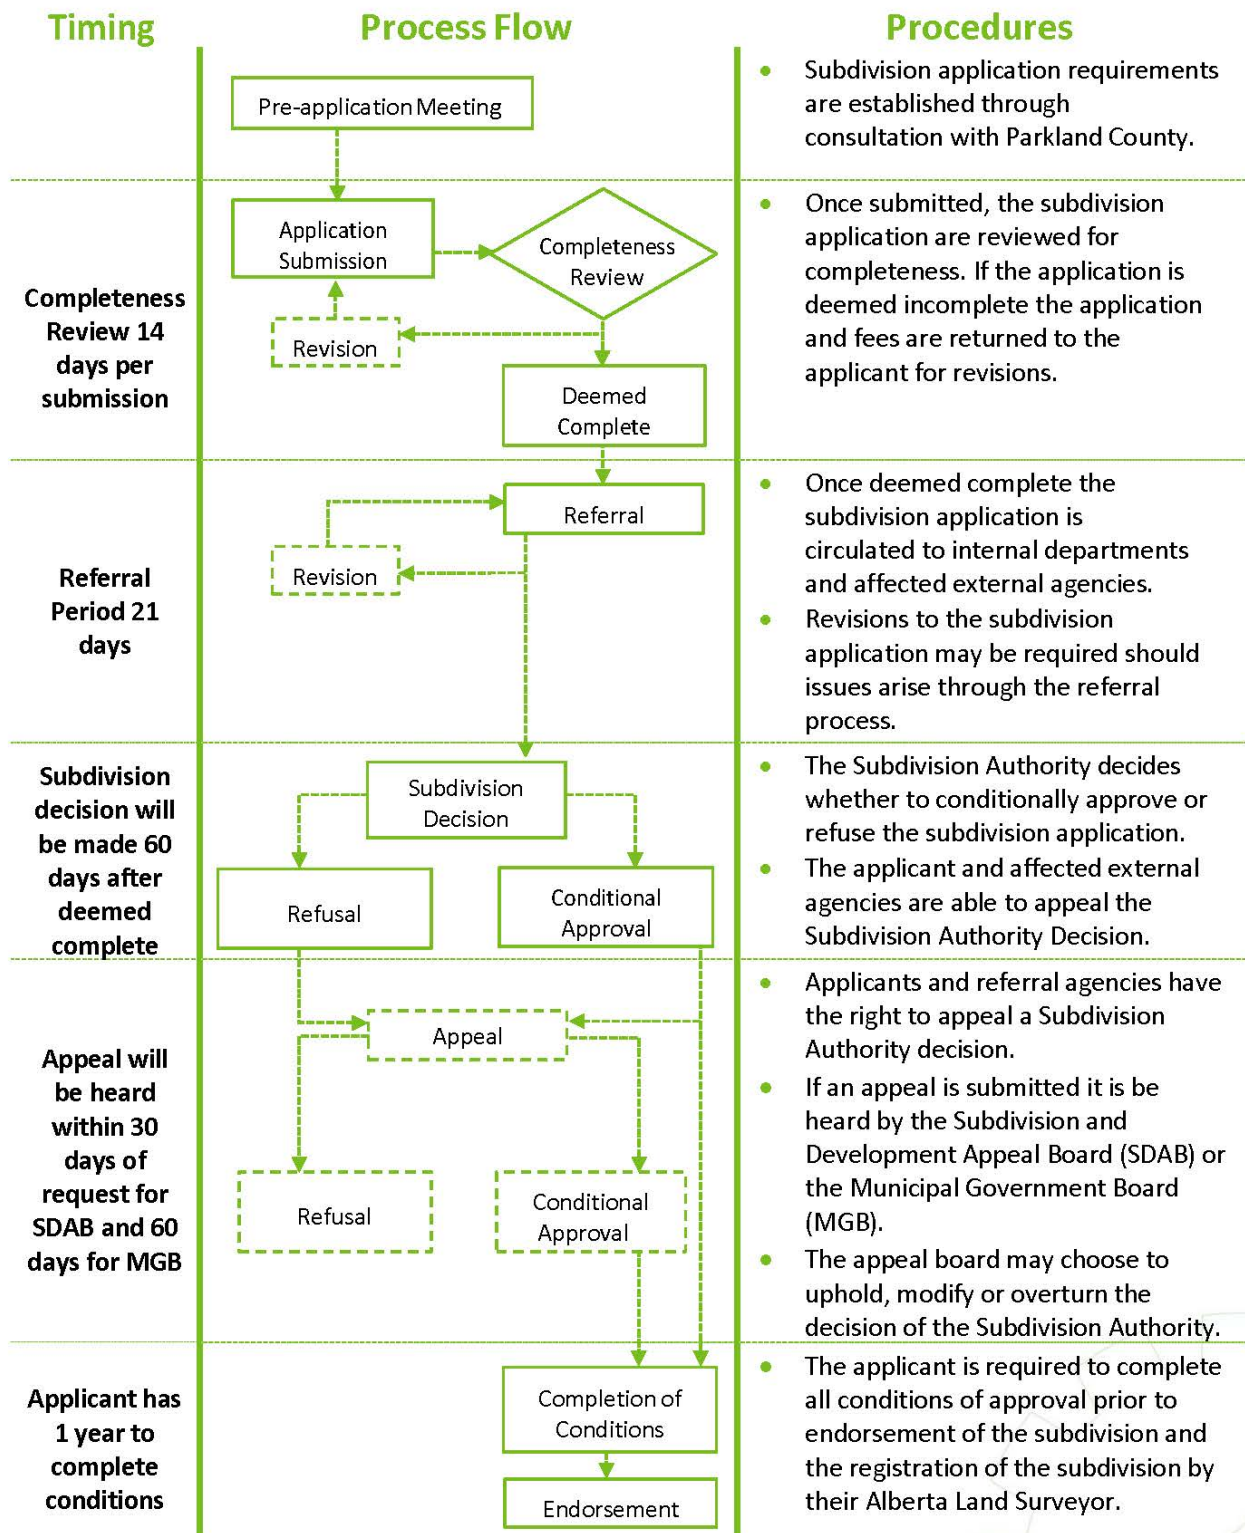 Timing
Process Flow
Procedures
Pre-application Meeting
• Subdivision application requirements
are established through
consultation with Parkland County.
Completeness
Review 14
days per
submission
Application
Submission
Completeness
Review
Revision
Deemed
Complete
• Once submitted, the subdivision
application are reviewed for
completeness. If the application is
deemed incomplete the application
and fees are returned to the
applicant for revisions.
Referral
Period 21
days
Referral
Revision
• Once deemed complete the
subdivision application is
circulated to internal departments
and affected external agencies.
• Revisions to the subdivision
application may be required should
issues arise through the referral
process.
Subdivision
decision will
be made 60
days after
deemed
complete
Subdivision
Decision
Refusal
Conditional
Approval
• The Subdivision Authority decides
whether to conditionally approve or
refuse the subdivision application.
• The applicant and affected external
agencies are able to appeal the
Subdivision Authority Decision.
Appeal will
be heard
within 30
days of
request for
SDAB and 60
days for MGB
Appeal
Refusal
Conditional
Approval
• Applicants and referral agencies have
the right to appeal a Subdivision
Authority decision.
• If an appeal is submitted it is be
heard by the Subdivision and
Development Appeal Board (SDAB) or
the Municipal Government Board
(MGB).
• The appeal board may choose to
uphold, modify or overturn the
decision of the Subdivision Authority.
Applicant has
1 year to
complete
conditions
Completion of
Conditions
Endorsement
• The applicant is required to complete
all conditions of approval prior to
endorsement of the subdivision and
the registration of the subdivision by
their Alberta Land Surveyor.